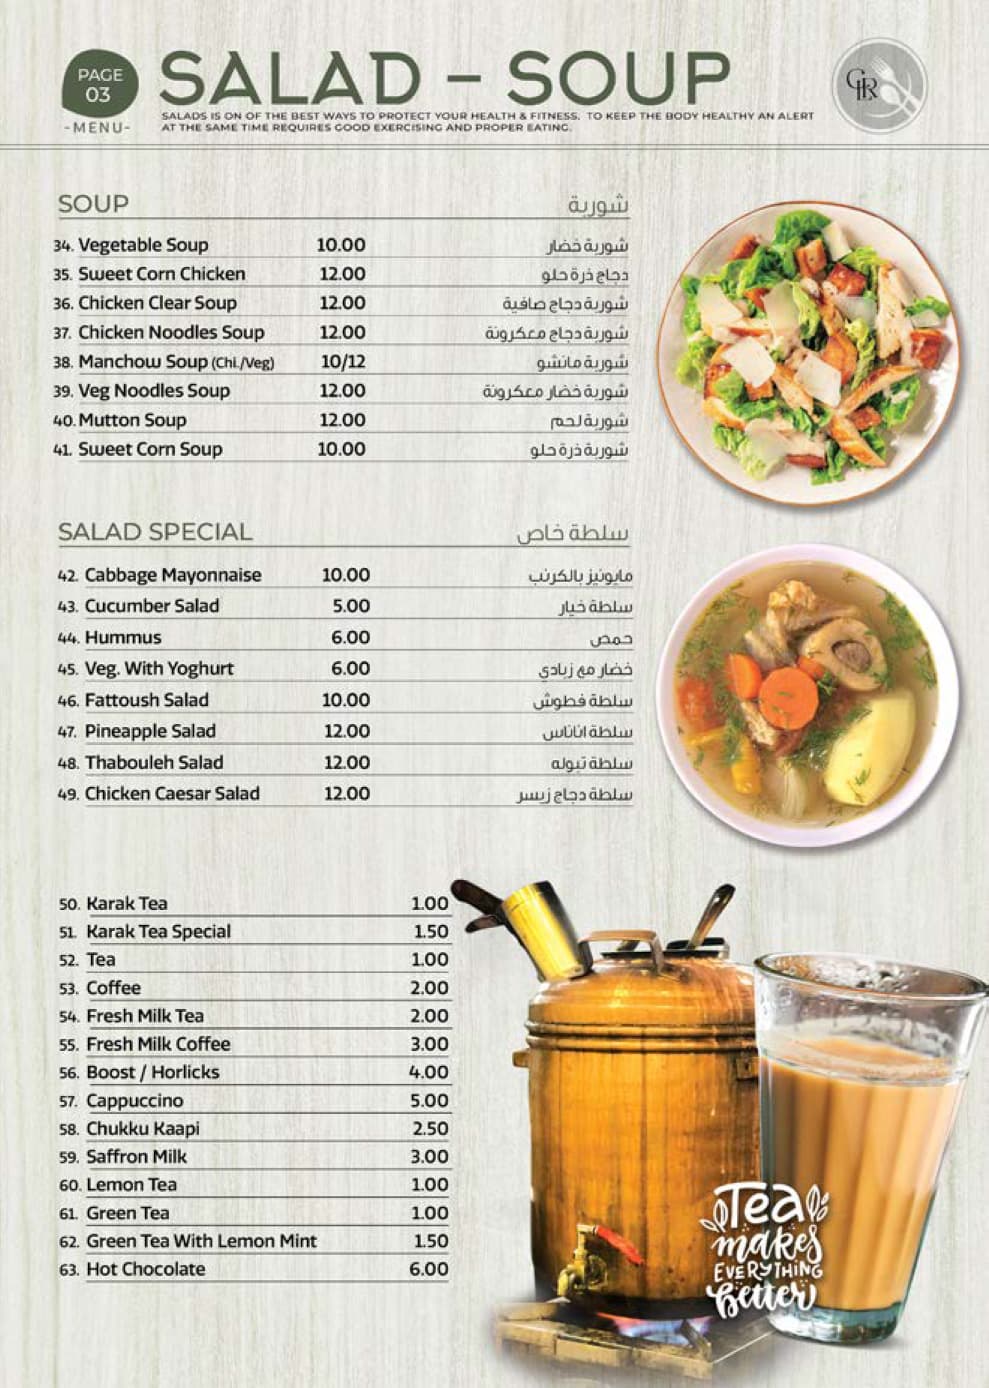 PAGE
03
-MENU-
SALAD - SOUP
SALADS IS ON OF THE BEST WAYS TO PROTECT YOUR HEALTH & FITNESS. TO KEEP THE BODY HEALTHY AN ALERT
AT THE SAME TIME REQUIRES GOOD EXERCISING AND PROPER EATING.
SOUP شوربة
34. Vegetable Soup 10.00 شوربة خضار
35. Sweet Corn Chicken 12.00 دجاج ذرة حلو
36. Chicken Clear Soup 12.00 شوربة دجاج صافية
37. Chicken Noodles Soup 12.00 شوربة دجاج معكرونة
38. Manchow Soup (Chi./Veg) 10/12 شوربة مانشو
39. Veg Noodles Soup 12.00 شوربة خضار معكرونة
40. Mutton Soup 12.00 شوربة لحم
41. Sweet Corn Soup 10.00 شوربة ذرة حلو
SALAD SPECIAL سلطة خاص
42. Cabbage Mayonnaise 10.00 مايونيز بالكرنب
43. Cucumber Salad 5.00 سلطة خيار
44. Hummus 6.00 حمص
45. Veg. With Yoghurt 6.00 خضار مع زبادي
46. Fattoush Salad 10.00 سلطة فطوش
47. Pineapple Salad 12.00 سلطة اناناس
48. Thabouleh Salad 12.00 سلطة تبوله
49. Chicken Caesar Salad 12.00 سلطة دجاج زيسر
50. Karak Tea 1.00
51. Karak Tea Special 1.50
52. Tea 1.00
53. Coffee 2.00
54. Fresh Milk Tea 2.00
55. Fresh Milk Coffee 3.00
56. Boost / Horlicks 4.00
57. Cappuccino 5.00
58. Chukku Kaapi 2.50
59. Saffron Milk 3.00
60. Lemon Tea 1.00
61. Green Tea 1.00
62. Green Tea With Lemon Mint 1.50
63. Hot Chocolate 6.00
Tea
makes
EVERYTHING
better